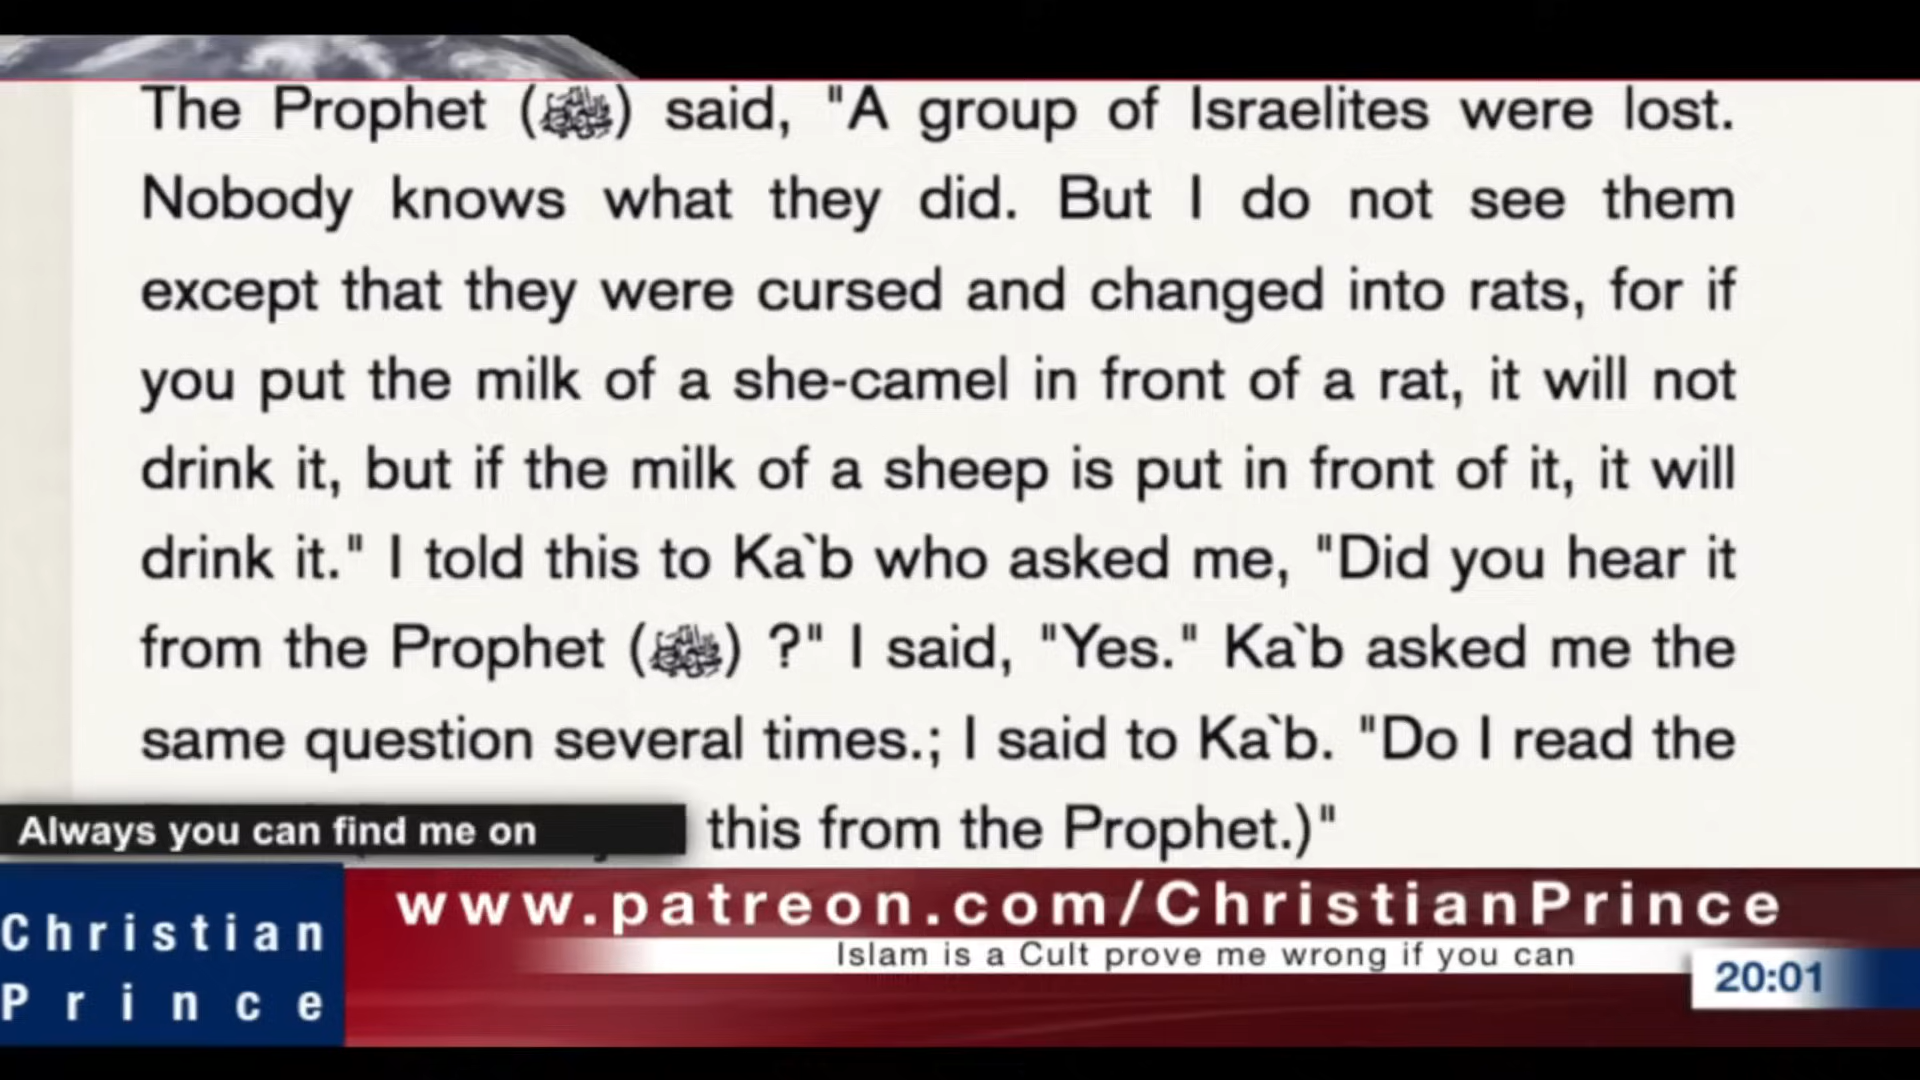 The Prophet (ﷺ) said, "A group of Israelites were lost.
Nobody knows what they did. But I do not see them
except that they were cursed and changed into rats, for if
you put the milk of a she-camel in front of a rat, it will not
drink it, but if the milk of a sheep is put in front of it, it will
drink it." I told this to Ka`b who asked me, "Did you hear it
from the Prophet (ﷺ) ?" I said, "Yes." Ka`b asked me the
same question several times.; I said to Ka`b. "Do I read the
this from the Prophet.)"
Always you can find me on
www.patreon.com/ChristianPrince
Islam is a Cult prove me wrong if you can
Christian
Prince
20:01